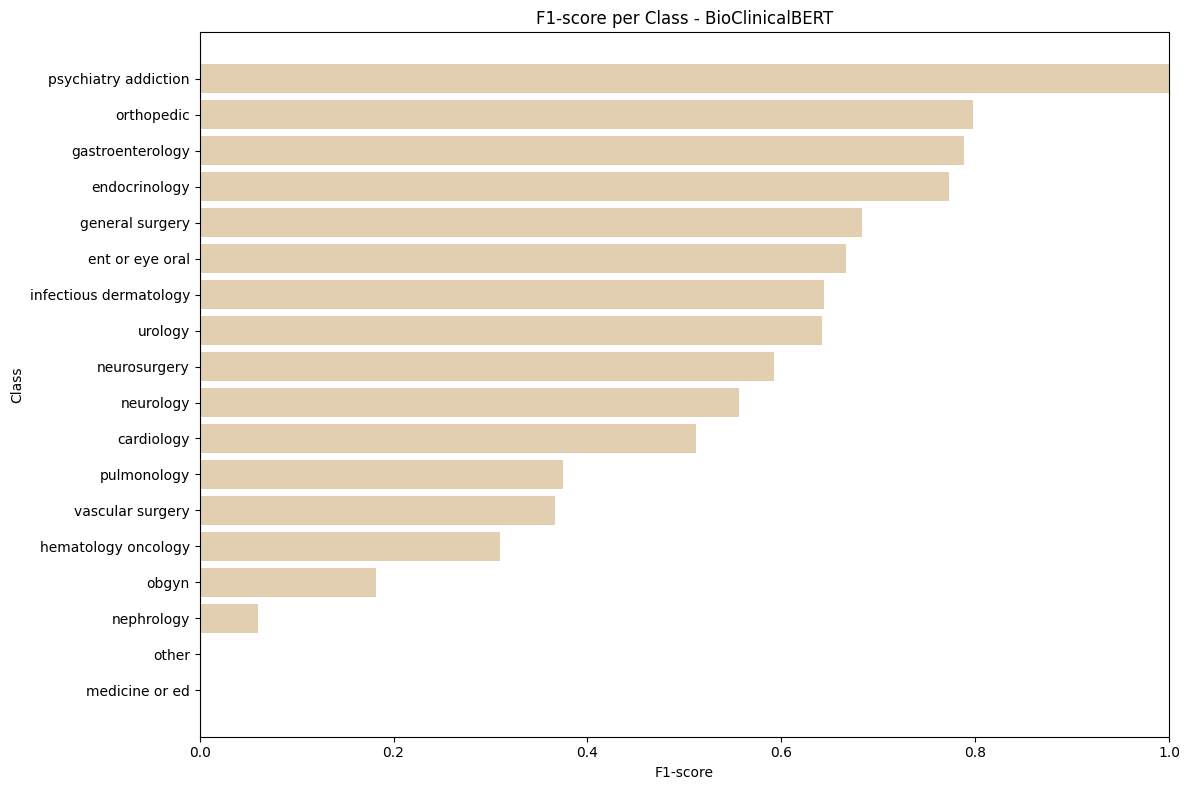 F1-score per Class - BioClinicalBERT
Class
psychiatry addiction
orthopedic
gastroenterology
endocrinology
general surgery
ent or eye oral
infectious dermatology
urology
neurosurgery
neurology
cardiology
pulmonology
vascular surgery
hematology oncology
obgyn
nephrology
other
medicine or ed
0.0 0.2 0.4 0.6 0.8 1.0
F1-score